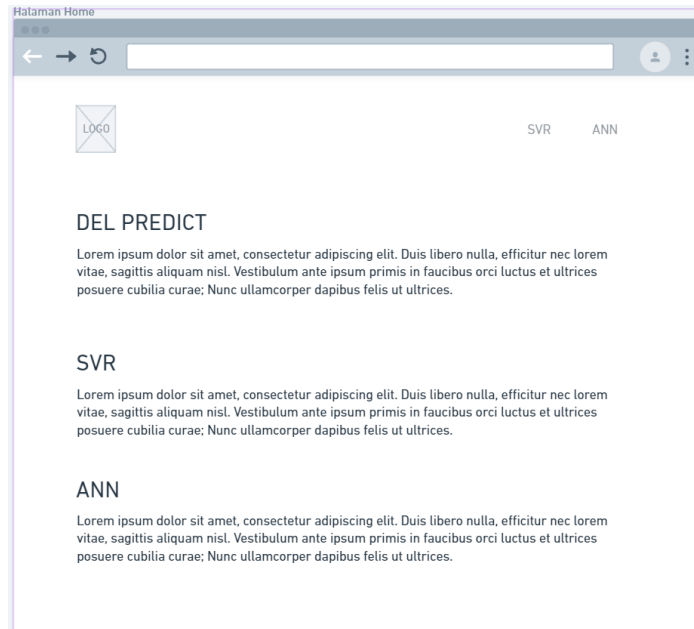 Halaman Home
LOGO
SVR ANN
DEL PREDICT
Lorem ipsum dolor sit amet, consectetur adipiscing elit. Duis libero nulla, efficitur nec lorem
vitae, sagittis aliquam nisl. Vestibulum ante ipsum primis in faucibus orci luctus et ultrices
posuere cubilia curae; Nunc ullamcorper dapibus felis ut ultrices.
SVR
Lorem ipsum dolor sit amet, consectetur adipiscing elit. Duis libero nulla, efficitur nec lorem
vitae, sagittis aliquam nisl. Vestibulum ante ipsum primis in faucibus orci luctus et ultrices
posuere cubilia curae; Nunc ullamcorper dapibus felis ut ultrices.
ANN
Lorem ipsum dolor sit amet, consectetur adipiscing elit. Duis libero nulla, efficitur nec lorem
vitae, sagittis aliquam nisl. Vestibulum ante ipsum primis in faucibus orci luctus et ultrices
posuere cubilia curae; Nunc ullamcorper dapibus felis ut ultrices.